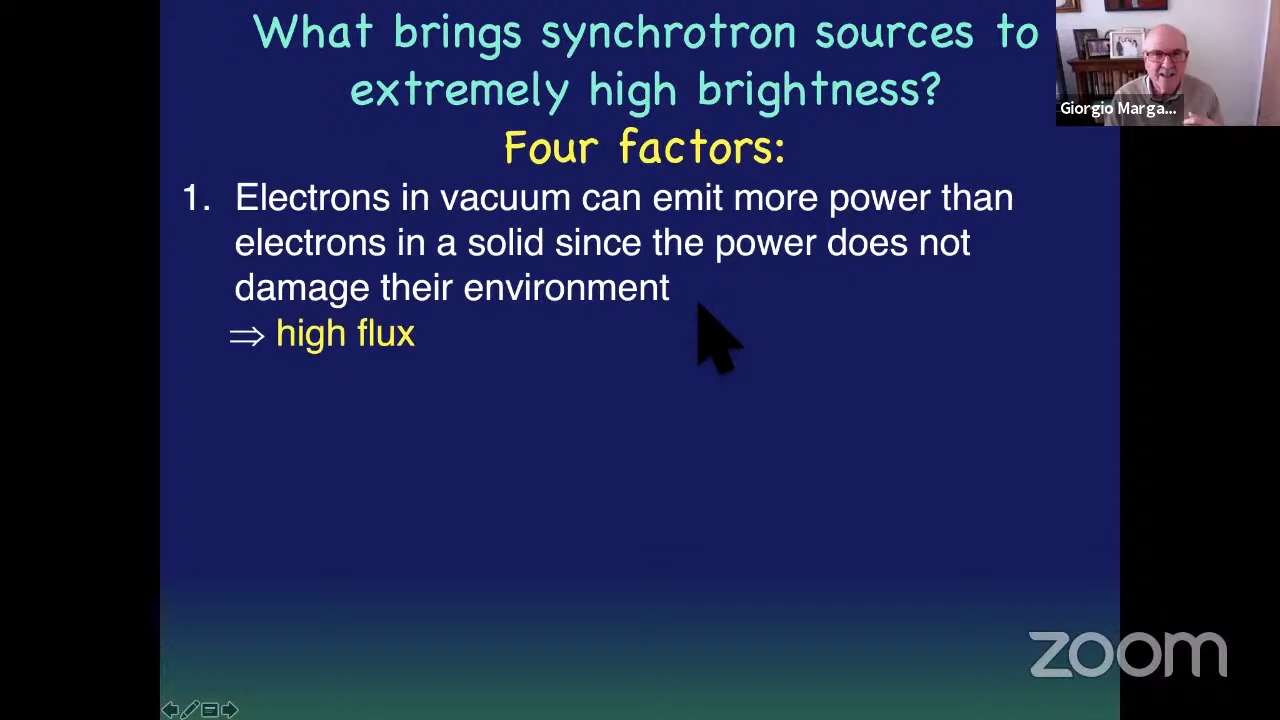 What brings synchrotron sources to
extremely high brightness?
Four factors:
1. Electrons in vacuum can emit more power than
electrons in a solid since the power does not
damage their environment
⇒ high flux
Giorgio Marga...
zoom